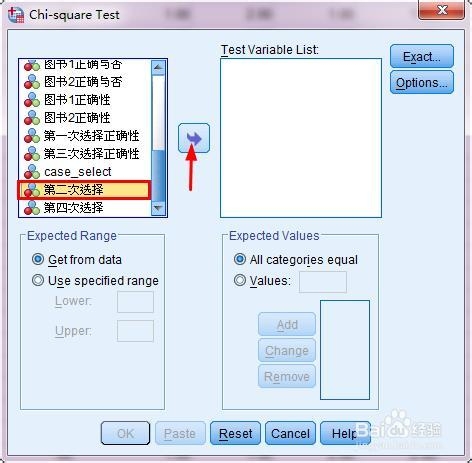 Chi-square Test
Test Variable List:
图书1正确与否
图书2正确与否
图书1正确性
图书2正确性
第一次选择正确性
第三次选择正确性
case_select
第二次选择
第四次选择
Exact...
Options...
Expected Range
Get from data
Use specified range
Lower:
Upper:
Expected Values
All categories equal
Values:
Add
Change
Remove
OK Paste Reset Cancel Help
Baidu 经验